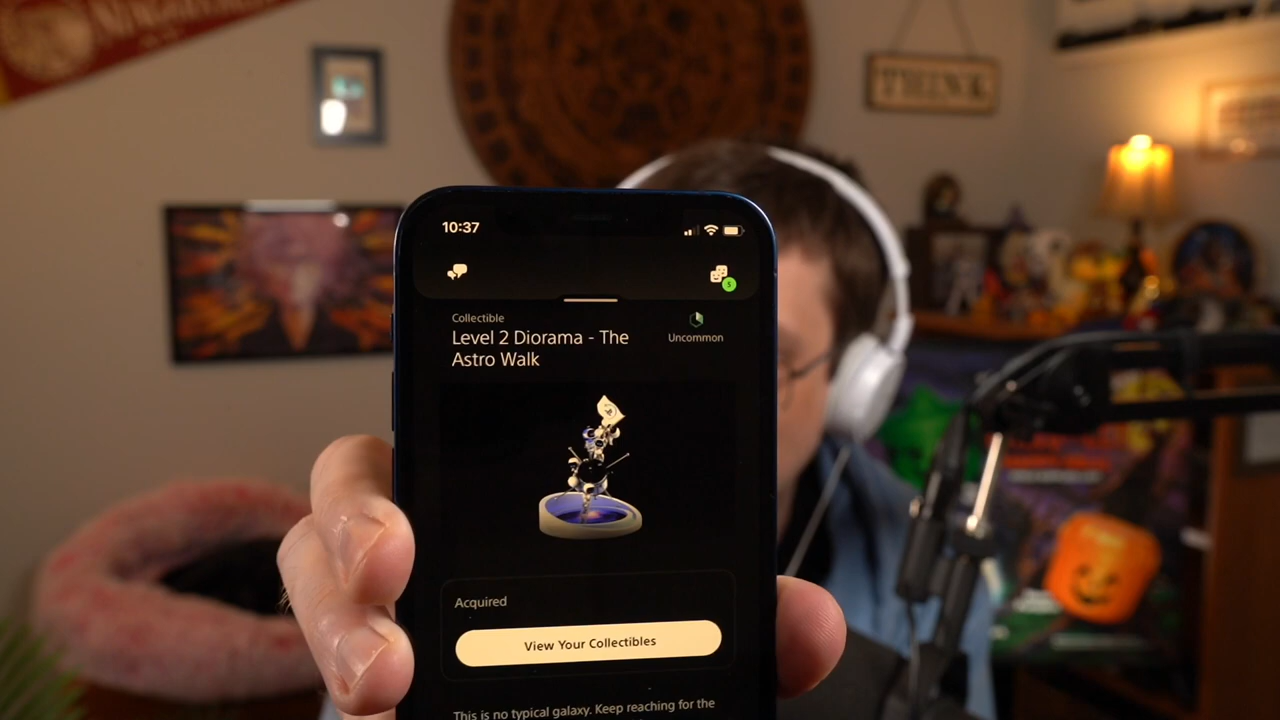 THINK
10:37
5
Collectible
Level 2 Diorama - The
Astro Walk
Uncommon
Acquired
View Your Collectibles
This is no typical galaxy. Keep reaching for the